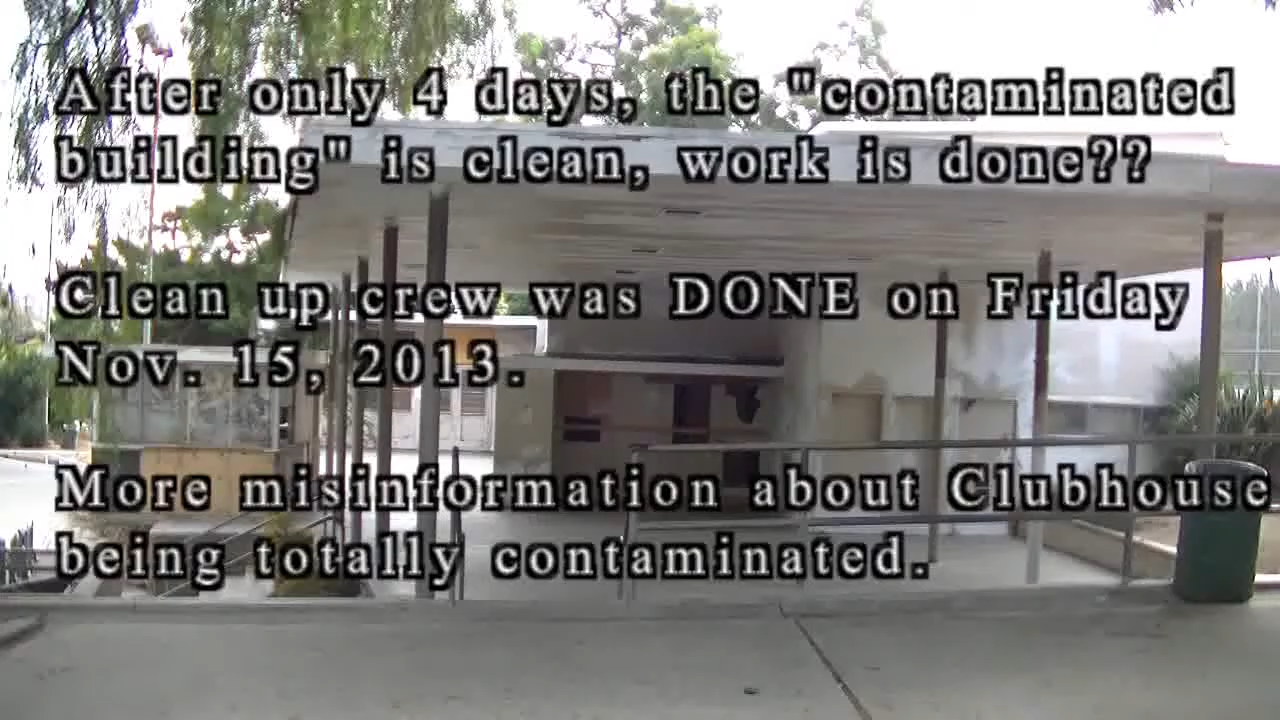 After only 4 days, the "contaminated
building" is clean, work is done??
Clean up crew was DONE on Friday
Nov. 15, 2013.
More misinformation about Clubhouse
being totally contaminated.